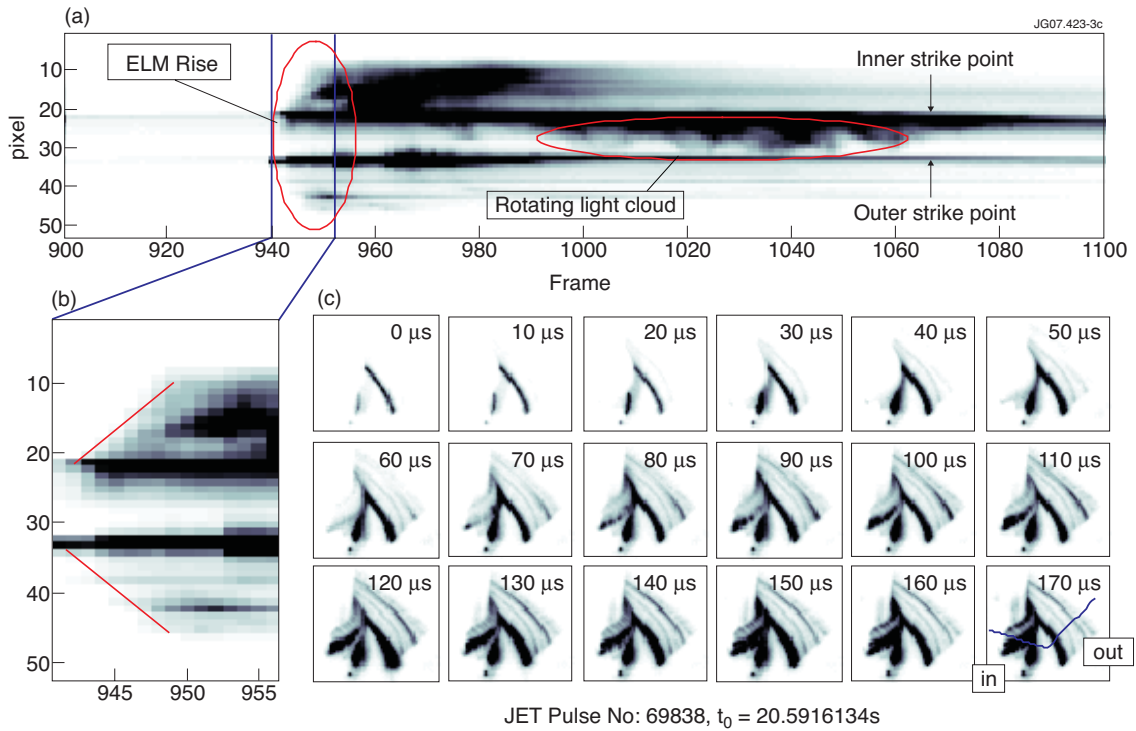 JG07.423-3c
(a)
ELM Rise
Inner strike point
10
20
30
40
50
pixel
Rotating light cloud
Outer strike point
900 920 940 960 980 1000 1020 1040 1060 1080 1100
Frame
(b)
10
20
30
40
50
945 950 955
(c)
0 µs 10 µs 20 µs 30 µs 40 µs 50 µs
60 µs 70 µs 80 µs 90 µs 100 µs 110 µs
120 µs 130 µs 140 µs 150 µs 160 µs 170 µs
out
in
JET Pulse No: 69838, t₀ = 20.5916134s